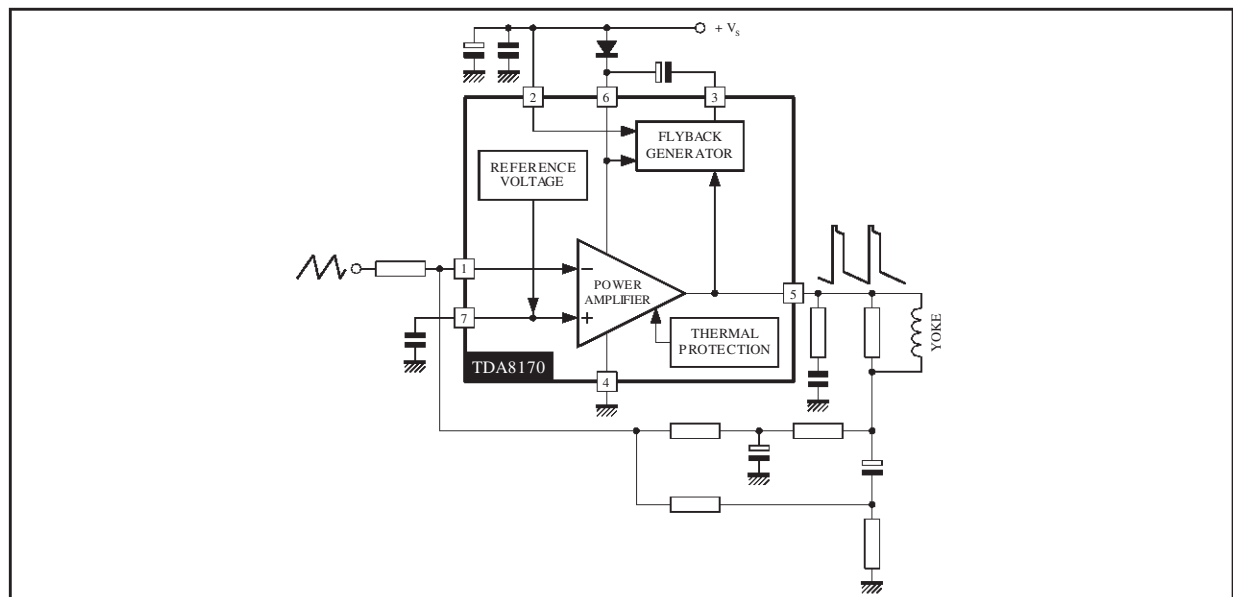 + VS
2
6
3
FLYBACK
GENERATOR
REFERENCE
VOLTAGE
1
POWER
AMPLIFIER
5
YOKE
7
THERMAL
PROTECTION
TDA8170
4
−
+